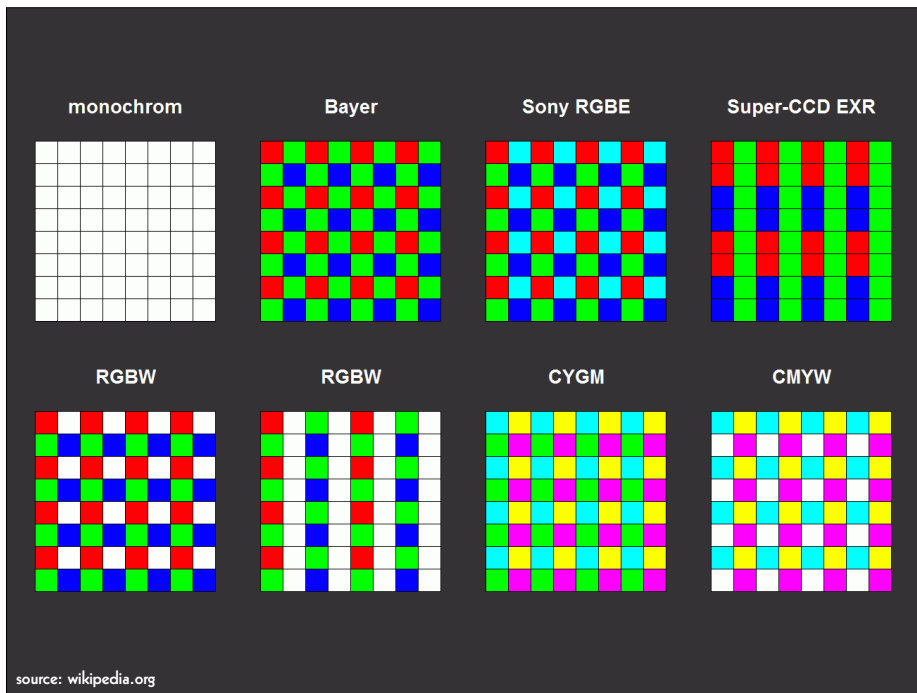 monochrom
Bayer
Sony RGBE
Super-CCD EXR
RGBW
RGBW
CYGM
CMYW
source: wikipedia.org